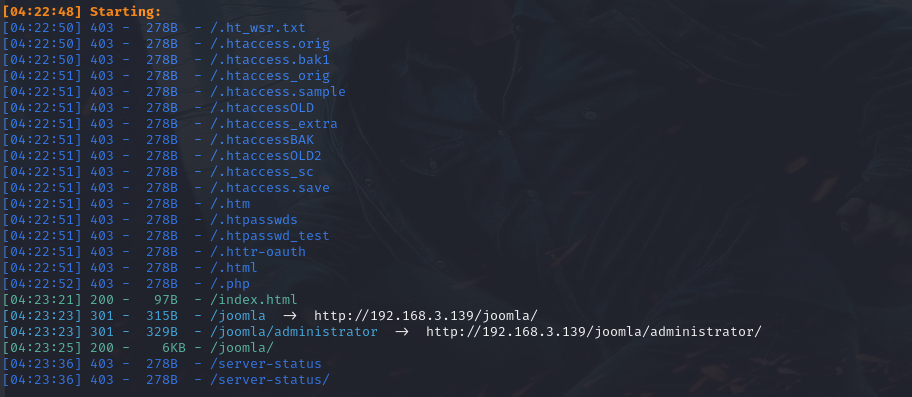 [04:22:48] Starting:
[04:22:50] 403 -  278B  - /.ht_wsr.txt
[04:22:50] 403 -  278B  - /.htaccess.orig
[04:22:50] 403 -  278B  - /.htaccess.bak1
[04:22:51] 403 -  278B  - /.htaccess_orig
[04:22:51] 403 -  278B  - /.htaccess.sample
[04:22:51] 403 -  278B  - /.htaccessOLD
[04:22:51] 403 -  278B  - /.htaccess_extra
[04:22:51] 403 -  278B  - /.htaccessBAK
[04:22:51] 403 -  278B  - /.htaccessOLD2
[04:22:51] 403 -  278B  - /.htaccess_sc
[04:22:51] 403 -  278B  - /.htaccess.save
[04:22:51] 403 -  278B  - /.htm
[04:22:51] 403 -  278B  - /.htpasswds
[04:22:51] 403 -  278B  - /.htpasswd_test
[04:22:51] 403 -  278B  - /.httr-oauth
[04:22:51] 403 -  278B  - /.html
[04:22:52] 403 -  278B  - /.php
[04:23:21] 200 -   97B  - /index.html
[04:23:23] 301 -  315B  - /joomla  ->  http://192.168.3.139/joomla/
[04:23:23] 301 -  329B  - /joomla/administrator  ->  http://192.168.3.139/joomla/administrator/
[04:23:25] 200 -    6KB - /joomla/
[04:23:36] 403 -  278B  - /server-status
[04:23:36] 403 -  278B  - /server-status/